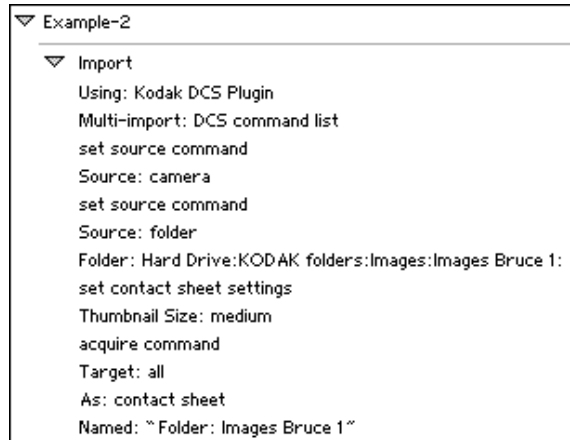 Example-2
Import
Using: Kodak DCS Plugin
Multi-import: DCS command list
set source command
Source: camera
set source command
Source: folder
Folder: Hard Drive:KODAK folders:Images:Images Bruce 1:
set contact sheet settings
Thumbnail Size: medium
acquire command
Target: all
As: contact sheet
Named: "Folder: Images Bruce 1"